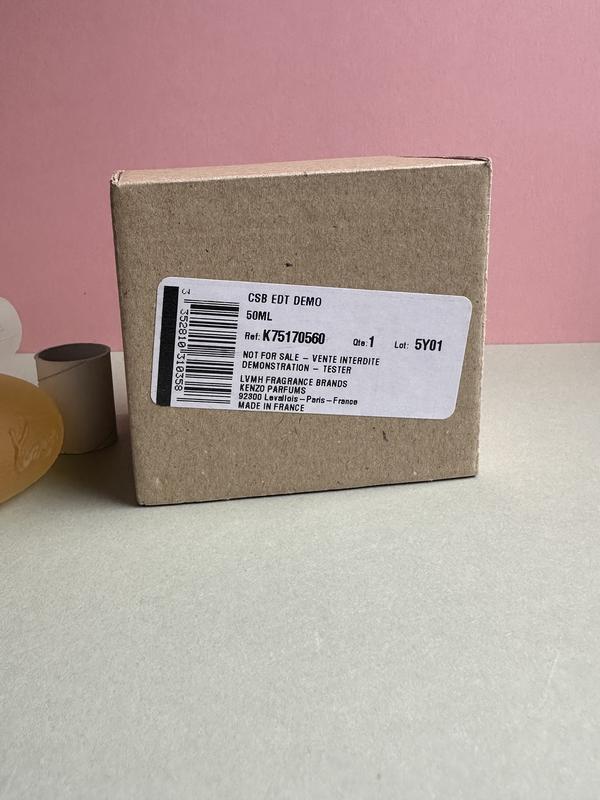 CSB EDT DEMO
50ML
Ref: K75170560 Qte: 1 Lot: 5Y01
NOT FOR SALE – VENTE INTERDITE
DEMONSTRATION – TESTER
LVMH FRAGRANCE BRANDS
KENZO PARFUMS
92300 Levallois – Paris – France
MADE IN FRANCE
3 352810 310358